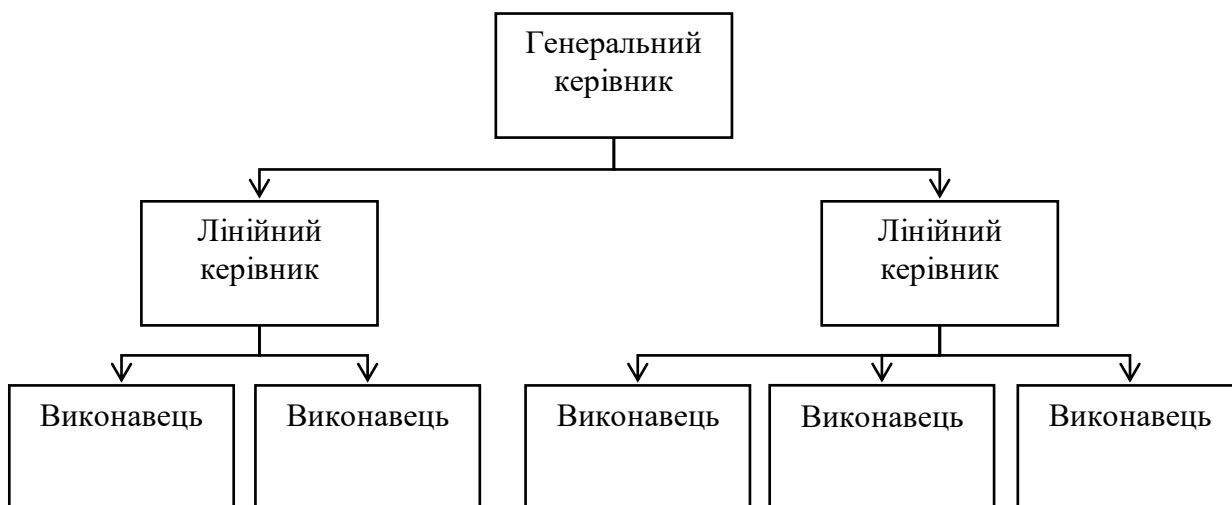 Генеральний
керівник
Лінійний
керівник
Лінійний
керівник
Виконавець
Виконавець
Виконавець
Виконавець
Виконавець